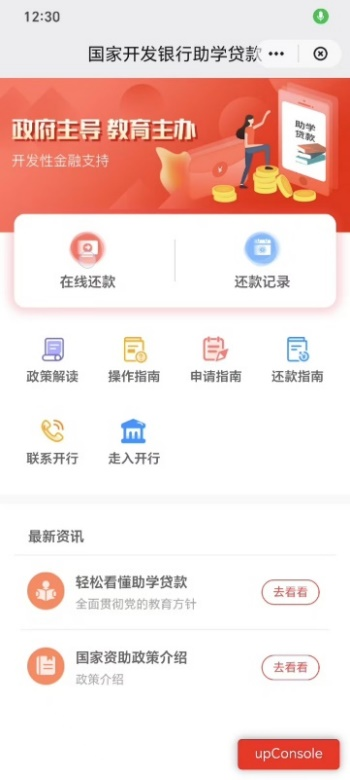 12:30
国家开发银行助学贷款
政府主导 教育主办
开发性金融支持
助学
贷款
在线还款
还款记录
政策解读
操作指南
申请指南
还款指南
联系开行
走入开行
最新资讯
轻松看懂助学贷款
全面贯彻党的教育方针
去看看
国家资助政策介绍
政策介绍
去看看
upConsole